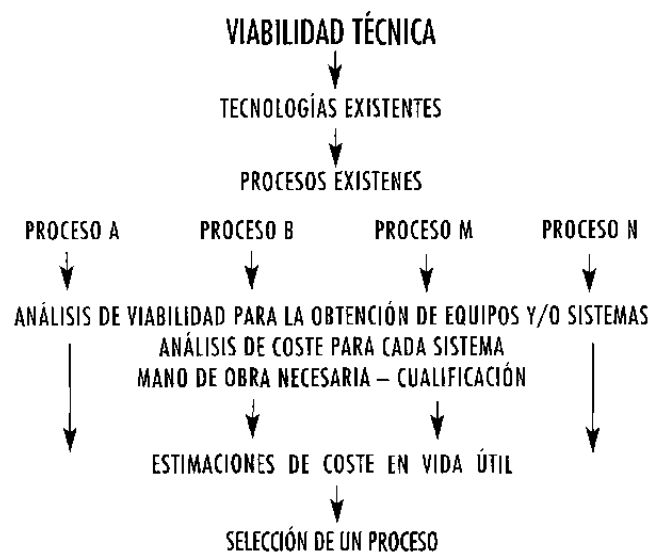 VIABILIDAD TÉCNICA
TECNOLOGÍAS EXISTENTES
PROCESOS EXISTENES
PROCESO A PROCESO B PROCESO M PROCESO N
ANÁLISIS DE VIABILIDAD PARA LA OBTENCIÓN DE EQUIPOS Y/O SISTEMAS
ANÁLISIS DE COSTE PARA CADA SISTEMA
MANO DE OBRA NECESARIA – CUALIFICACIÓN
ESTIMACIONES DE COSTE EN VIDA ÚTIL
SELECCIÓN DE UN PROCESO